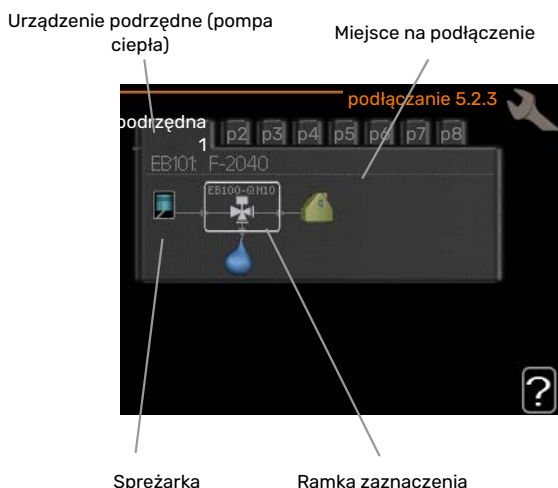 Urządzenie podrzędne (pompa
ciepła)
Miejsce na podłączenie
podłączanie 5.2.3
podrzędna
1
p2 p3 p4 p5 p6 p7 p8
EB101: F-2040
EB100-QN10
?
Sprężarka
Ramka zaznaczenia